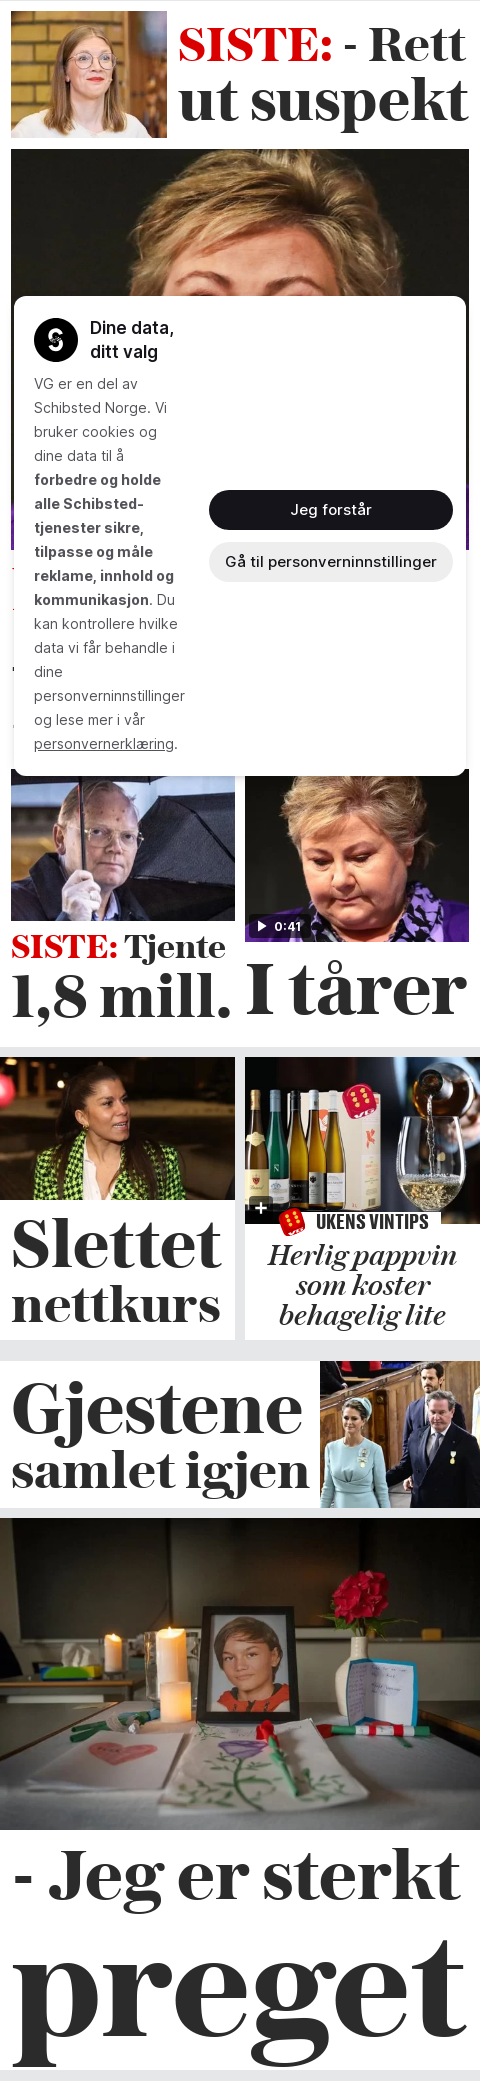 SISTE: - Rett
ut suspekt
Dine data,
ditt valg
VG er en del av
Schibsted Norge. Vi
bruker cookies og
dine data til å
forbedre og holde
alle Schibsted-
tjenester sikre,
tilpasse og måle
reklame, innhold og
kommunikasjon. Du
kan kontrollere hvilke
data vi får behandle i
dine
personverninnstillinger
og lese mer i vår
personvernerklæring.
Jeg forstår
Gå til personverninnstillinger
SISTE: Tjente
1,8 mill.
0:41
I tårer
Slettet
nettkurs
VG
UKENS VINTIPS
Herlig pappvin
som koster
behagelig lite
Gjestene
samlet igjen
- Jeg er sterkt
preget